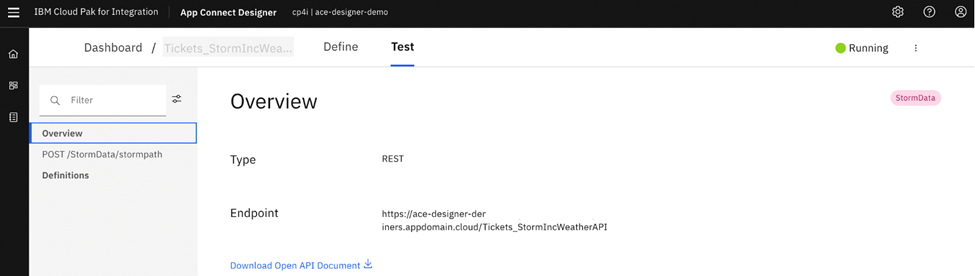 IBM Cloud Pak for Integration App Connect Designer cp4i | ace-designer-demo
Dashboard / Tickets_StormIncWea... Define Test Running
Filter
Overview
POST /StormData/stormpath
Definitions
Overview
StormData
Type REST
Endpoint https://ace-designer-der
iners.appdomain.cloud/Tickets_StormIncWeatherAPI
Download Open API Document